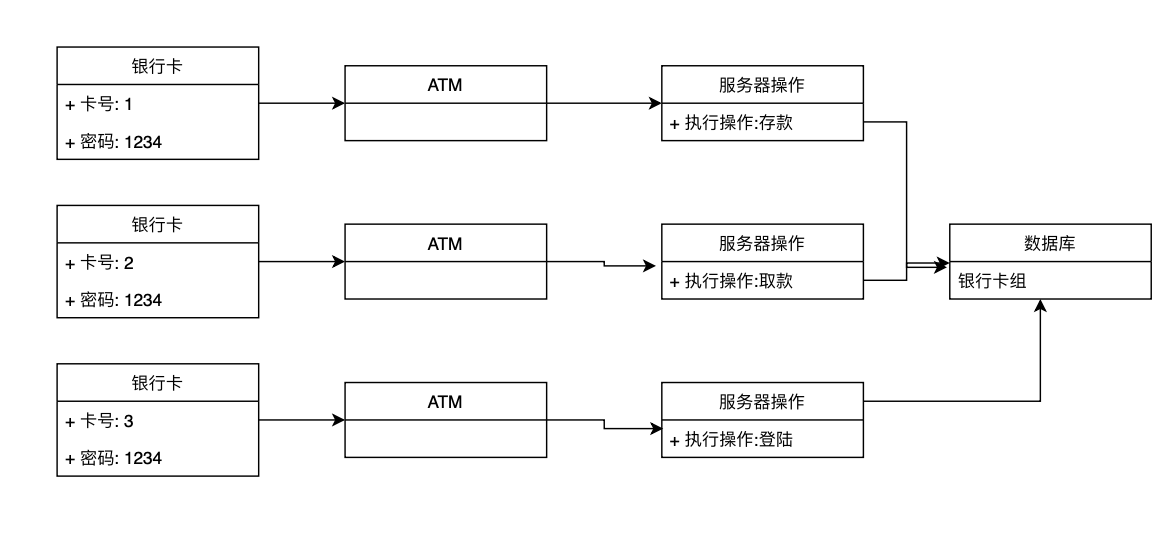 银行卡
+ 卡号: 1
+ 密码: 1234
ATM
服务器操作
+ 执行操作:存款
银行卡
+ 卡号: 2
+ 密码: 1234
ATM
服务器操作
+ 执行操作:取款
数据库
银行卡组
银行卡
+ 卡号: 3
+ 密码: 1234
ATM
服务器操作
+ 执行操作:登陆